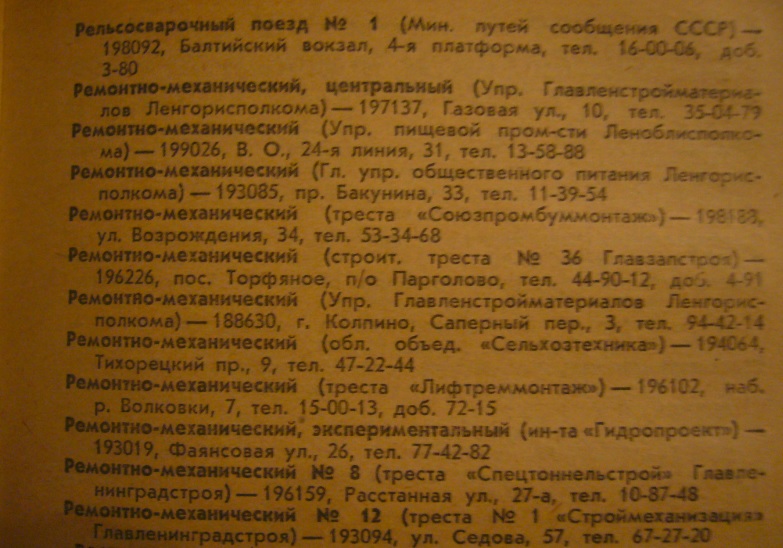 Рельсосварочный поезд № 1 (Мин. путей сообщения СССР) —
198092, Балтийский вокзал, 4-я платформа, тел. 16-00-06, доб.
3-80
Ремонтно-механический, центральный (Упр. Главленстройматериа-
лов Ленгорисполкома) — 197137, Газовая ул., 10, тел. 35-04-79
Ремонтно-механический (Упр. пищевой пром-сти Леноблисполко-
ма) — 199026, В. О., 24-я линия, 31, тел. 13-58-88
Ремонтно-механический (Гл. упр. общественного питания Ленгорис-
полкома) — 193085, пр. Бакунина, 33, тел. 11-39-54
Ремонтно-механический (треста «Союзпромбуммонтаж») — 198188,
ул. Возрождения, 34, тел. 53-34-68
Ремонтно-механический (строит. треста № 36 Главзапстроя) —
196226, пос. Торфяное, п/о Парголово, тел. 44-90-12, доб. 4-91
Ремонтно-механический (Упр. Главленстройматериалов Ленгорис-
полкома) — 188630, г. Колпино, Саперный пер., 3, тел. 94-42-14
Ремонтно-механический (обл. объед. «Сельхозтехника») — 194064,
Тихорецкий пр., 9, тел. 47-22-44
Ремонтно-механический (треста «Лифтреммонтаж») — 196102, наб.
р. Волковки, 7, тел. 15-00-13, доб. 72-15
Ремонтно-механический, экспериментальный (ин-та «Гидропроект») —
193019, Фаянсовая ул., 26, тел. 77-42-82
Ремонтно-механический № 8 (треста «Спецтоннельстрой» Главле-
нинградстроя) — 196159, Расстанная ул., 27-а, тел. 10-87-48
Ремонтно-механический № 12 (треста № 1 «Строймеханизация»
Главленинградстроя) — 193094, ул. Седова, 57, тел. 67-27-20